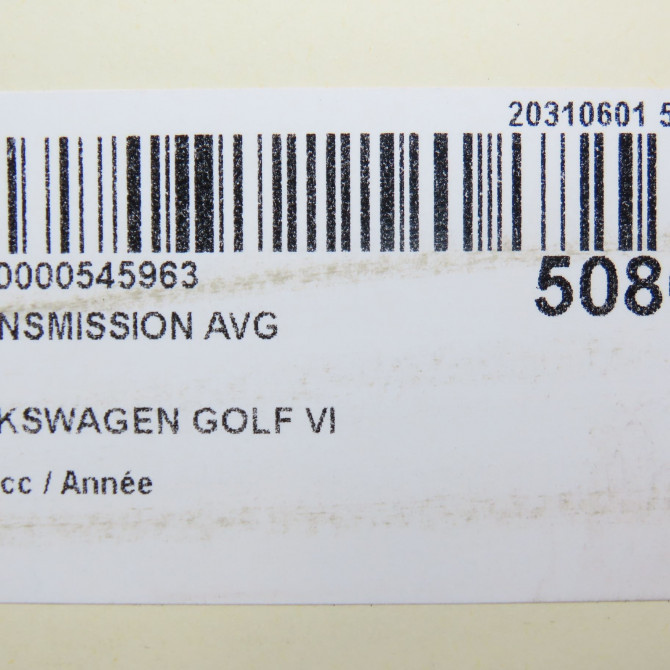 20310601 5
0000545963
508
NSMISSION AVG
KSWAGEN GOLF VI
cc / Année